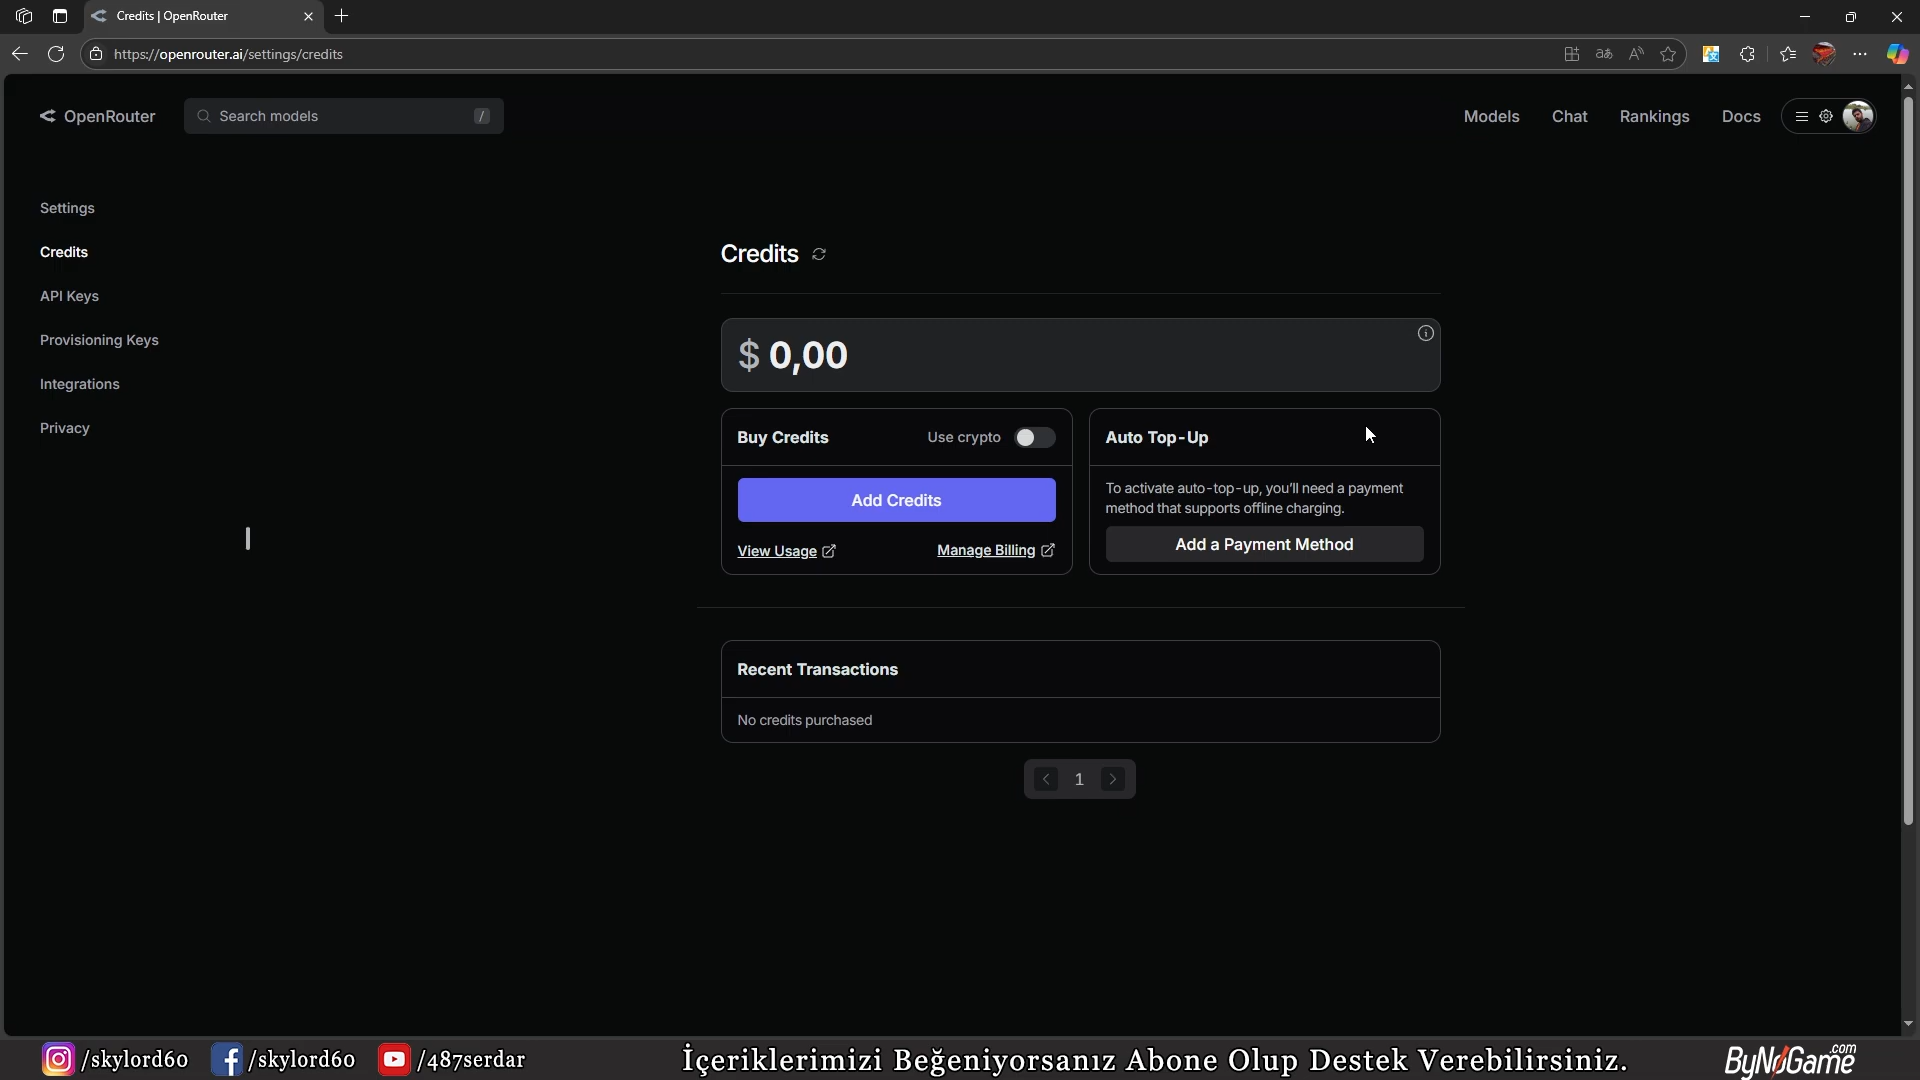 Credits | OpenRouter
https://openrouter.ai/settings/credits
OpenRouter
Search models
/
Models
Chat
Rankings
Docs
Settings
Credits
API Keys
Provisioning Keys
Integrations
Privacy
Credits
$ 0,00
Buy Credits
Use crypto
Add Credits
View Usage
Manage Billing
Auto Top-Up
To activate auto-top-up, you'll need a payment
method that supports offline charging.
Add a Payment Method
Recent Transactions
No credits purchased
1
/skylord60
/skylord60
/487serdar
İçeriklerimizi Beğeniyorsanız Abone Olup Destek Verebilirsiniz.
ByNoGame.com